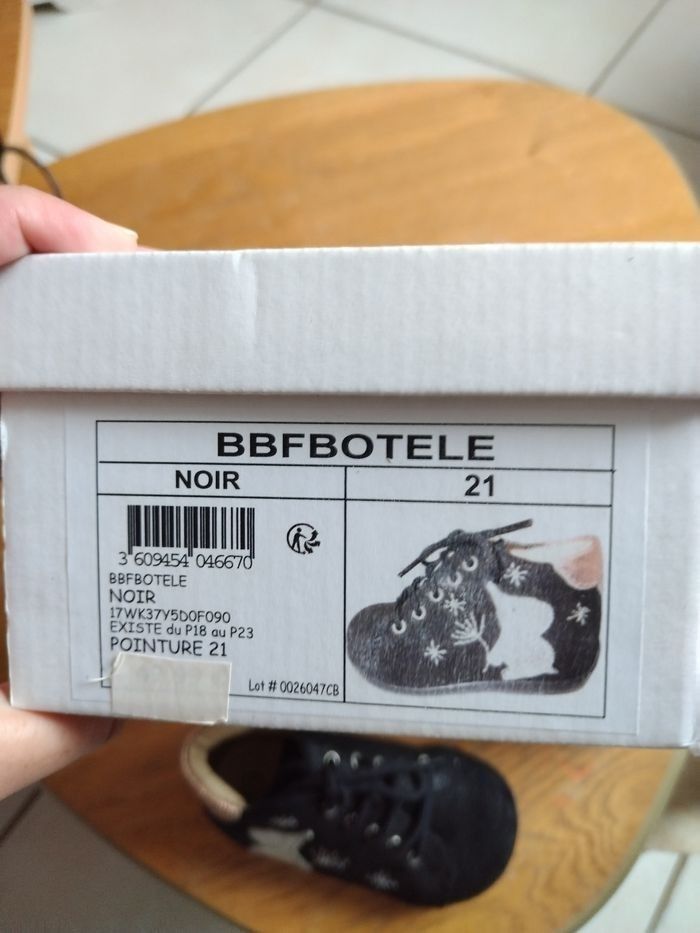 BBFBOTELE
NOIR
21
3 609454 046670
BBFBOTELE
NOIR
17WK37Y5D0F090
EXISTE du P18 au P23
POINTURE 21
Lot # 0026047CB